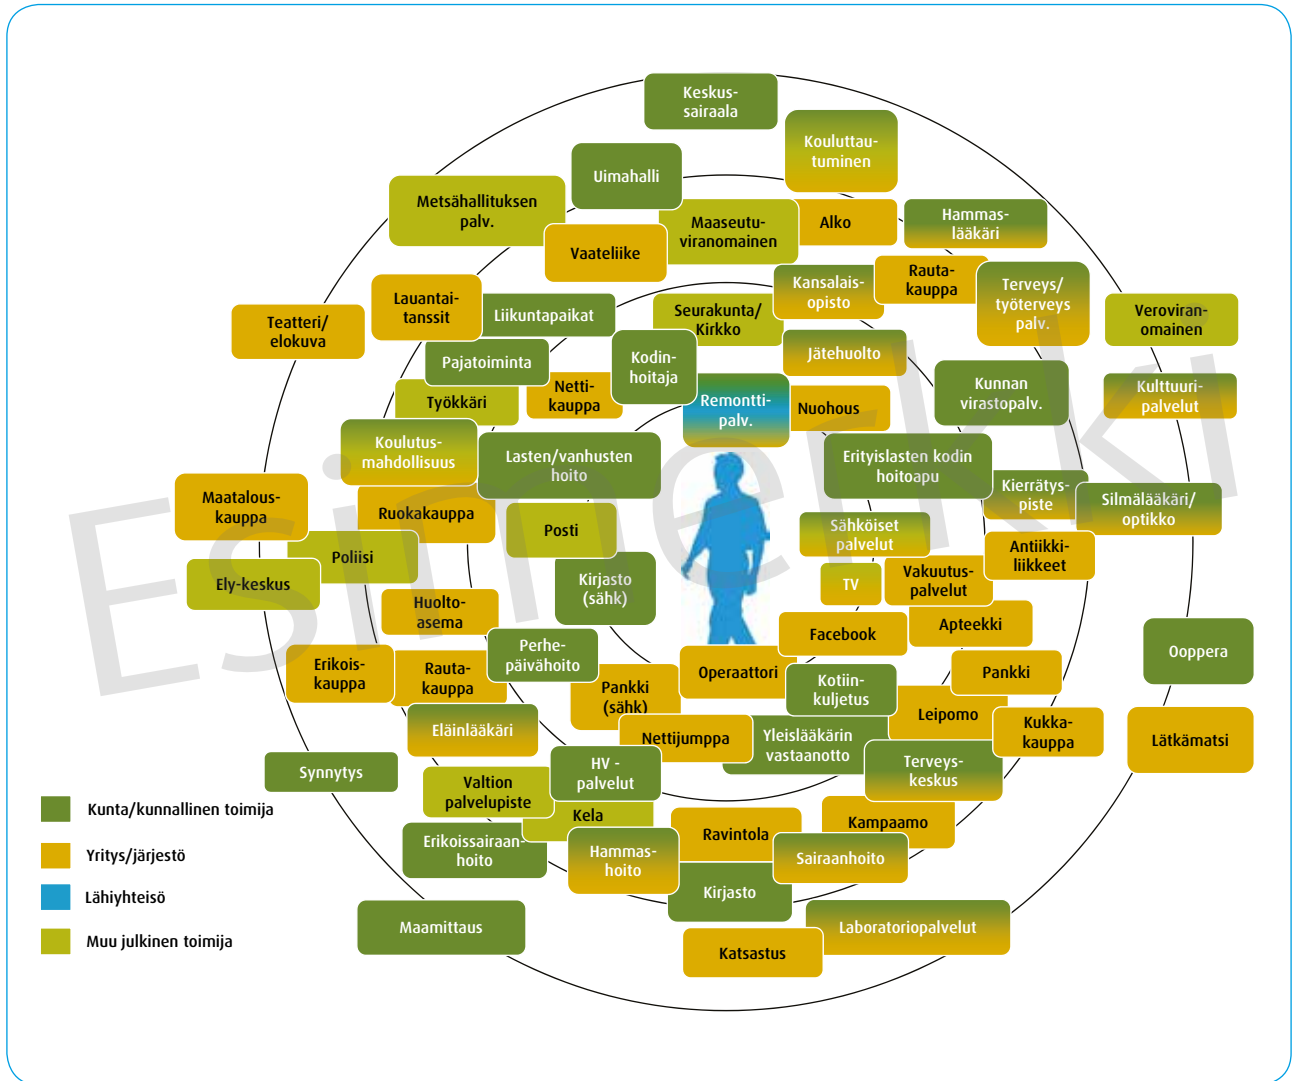 Keskus-
sairaala
Kouluttau-
tuminen
Uimahalli
Metsähallituksen
palv.
Maaseutu-
viranomainen
Alko
Hammas-
lääkäri
Vaateliike
Kansalais-
opisto
Rauta-
kauppa
Terveys/
työterveys
palv.
Lauantai-
tanssit
Liikuntapaikat
Seurakunta/
Kirkko
Teatteri/
elokuva
Veroviran-
omainen
Pajatoiminta
Kodin-
hoitaja
Jätehuolto
Työkkäri
Netti-
kauppa
Remontti-
palv.
Nuohous
Kunnan
virastopalv.
Kulttuuri-
palvelut
Koulutus-
mahdollisuus
Lasten/vanhusten
hoito
Erityislasten kodin
hoitoapu
Maatalous-
kauppa
Ruokakauppa
Kierrätys-
piste
Silmälääkäri/
optikko
Posti
Sähköiset
palvelut
Poliisi
Antiikki-
liikkeet
Ely-keskus
Kirjasto
(sähk)
TV
Vakuutus-
palvelut
Huolto-
asema
Facebook
Apteekki
Perhe-
päivähoito
Ooppera
Erikois-
kauppa
Rauta-
kauppa
Pankki
(sähk)
Operaattori
Kotiin-
kuljetus
Pankki
Leipomo
Eläinlääkäri
Nettijumppa
Yleislääkärin
vastaanotto
Kukka-
kauppa
Lätkämatsi
Synnytys
HV -
palvelut
Terveys-
keskus
Valtion
palvelupiste
Kela
Ravintola
Kampaamo
Erikoissairaan-
hoito
Hammas-
hoito
Sairaanhoito
Kirjasto
Maamittaus
Laboratoriopalvelut
Katsastus
Kunta/kunnallinen toimija
Yritys/järjestö
Lähiyhteisö
Muu julkinen toimija
Esimerkki